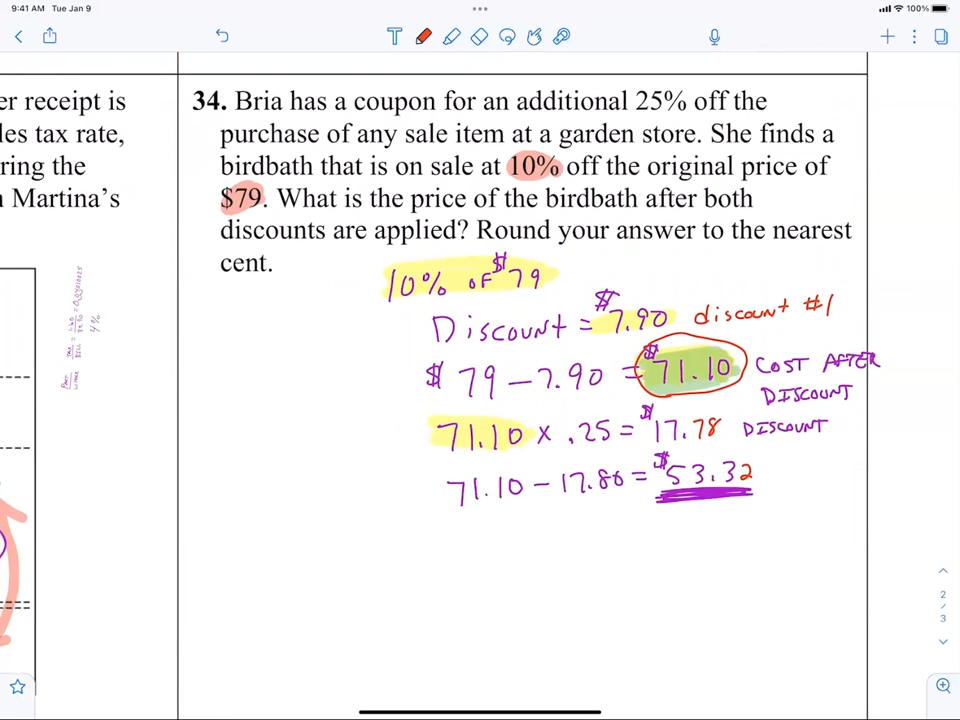 9:41 AM Tue Jan 9
100%
er receipt is
les tax rate,
ring the
n Martina's
34. Bria has a coupon for an additional 25% off the
purchase of any sale item at a garden store. She finds a
birdbath that is on sale at 10% off the original price of
$79. What is the price of the birdbath after both
discounts are applied? Round your answer to the nearest
cent.
10% OF $79
Discount = $7.90 discount #1
$79 - 7.90 = $71.10 COST AFTER
DISCOUNT
71.10 x .25 = $17.78 DISCOUNT
71.10 - 17.80 = $53.32
4%
2
/
3